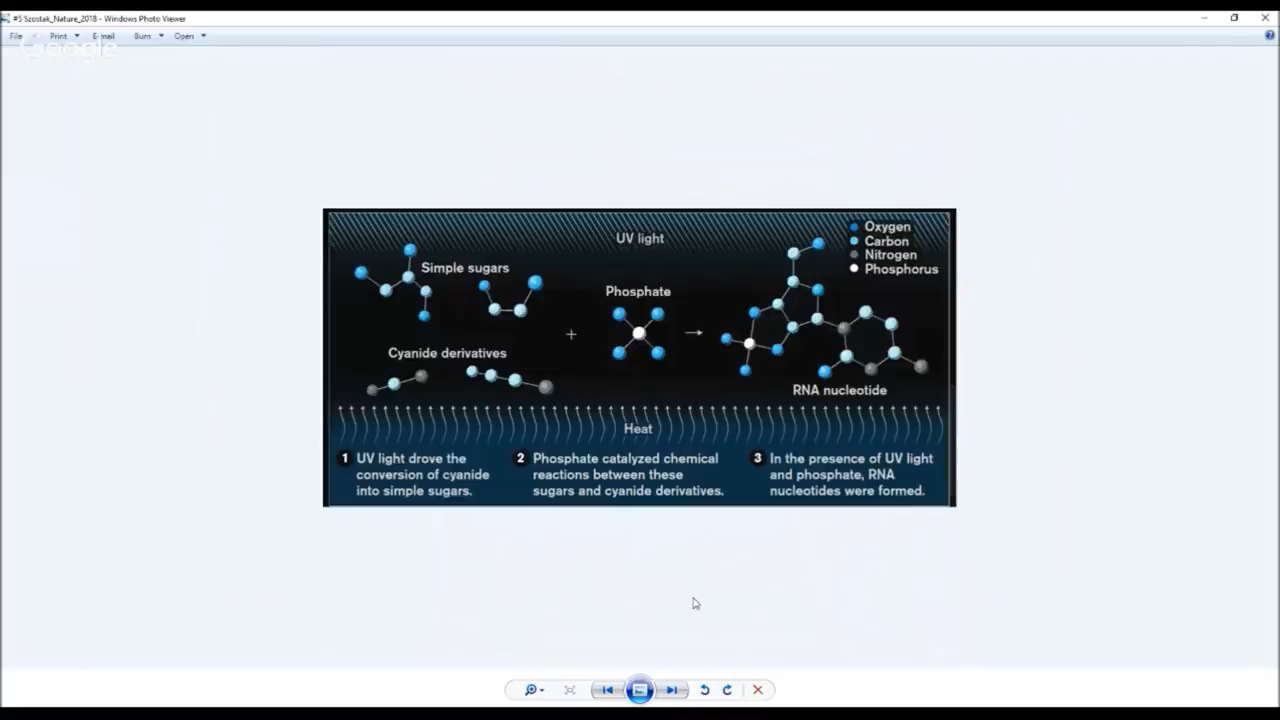 #5 Szostak_Nature_2018 - Windows Photo Viewer
File Print E-mail Burn Open
Google
UV light
Oxygen
Carbon
Nitrogen
Phosphorus
Simple sugars
Phosphate
+
Cyanide derivatives
RNA nucleotide
Heat
1 UV light drove the
conversion of cyanide
into simple sugars.
2 Phosphate catalyzed chemical
reactions between these
sugars and cyanide derivatives.
3 In the presence of UV light
and phosphate, RNA
nucleotides were formed.